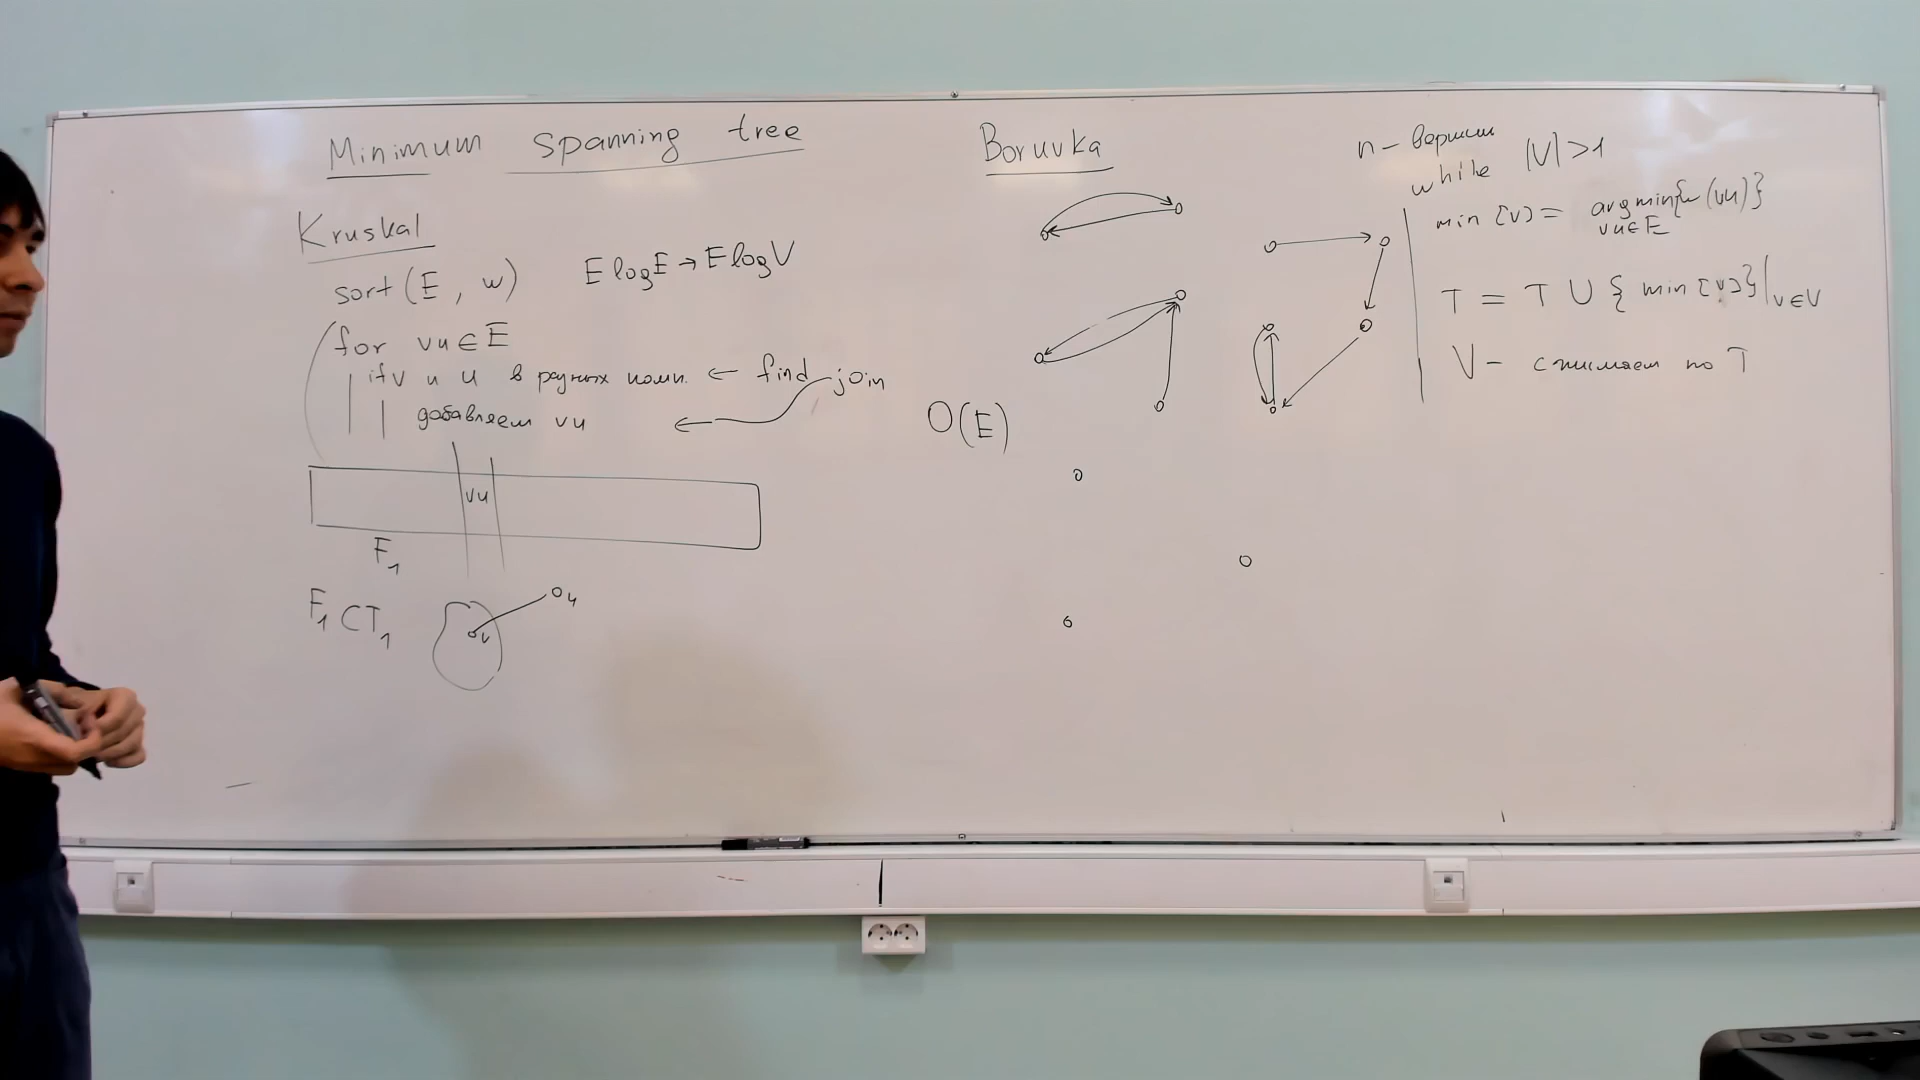 Minimum spanning tree
Kruskal
sort (E, w) E log E → E log V
for vu ∈ E
if v и u в разных комп. ← find join
добавляем vu ←
vu
F₁
F₁ ⊂ T₁
v u
Boruvka
O(E)
n - вершин
while |V| > 1
min [v] = argmin{w(vu)}
vu ∈ E
T = T ∪ { min [v] }|v∈V
V - сжимаем по T